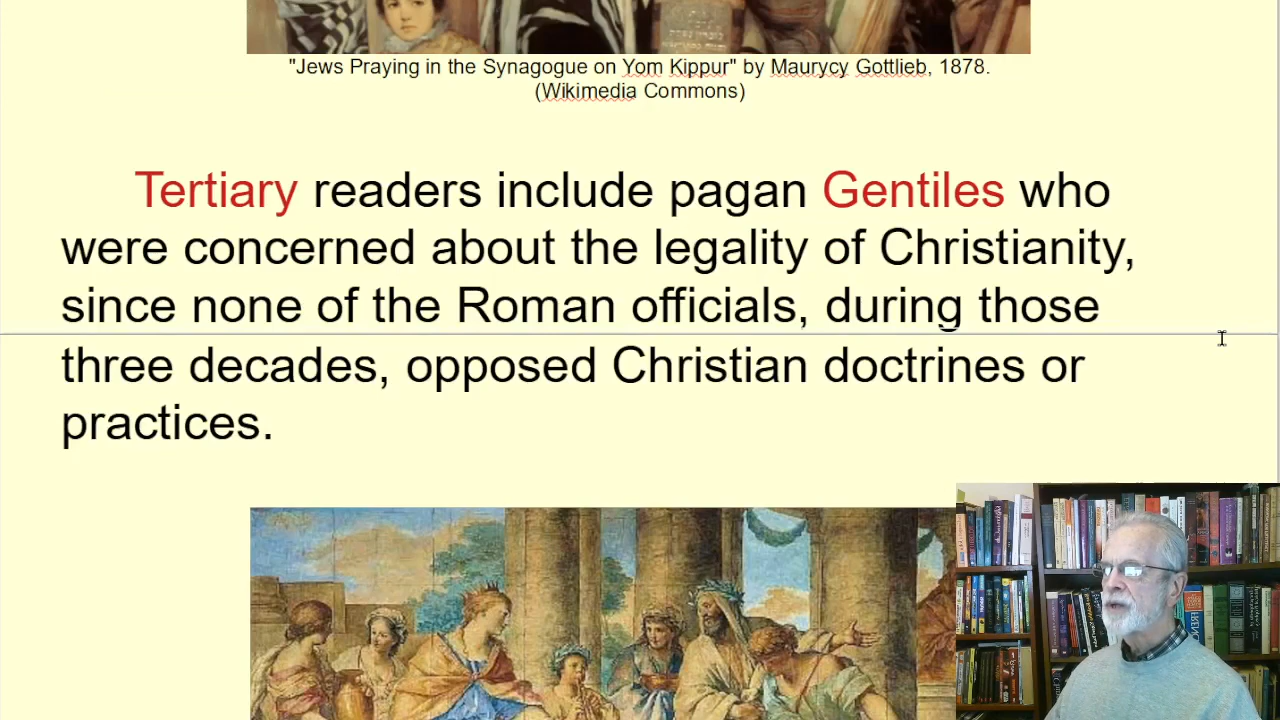 "Jews Praying in the Synagogue on Yom Kippur" by Maurycy Gottlieb, 1878.
(Wikimedia Commons)
Tertiary readers include pagan Gentiles who
were concerned about the legality of Christianity,
since none of the Roman officials, during those
three decades, opposed Christian doctrines or
practices.